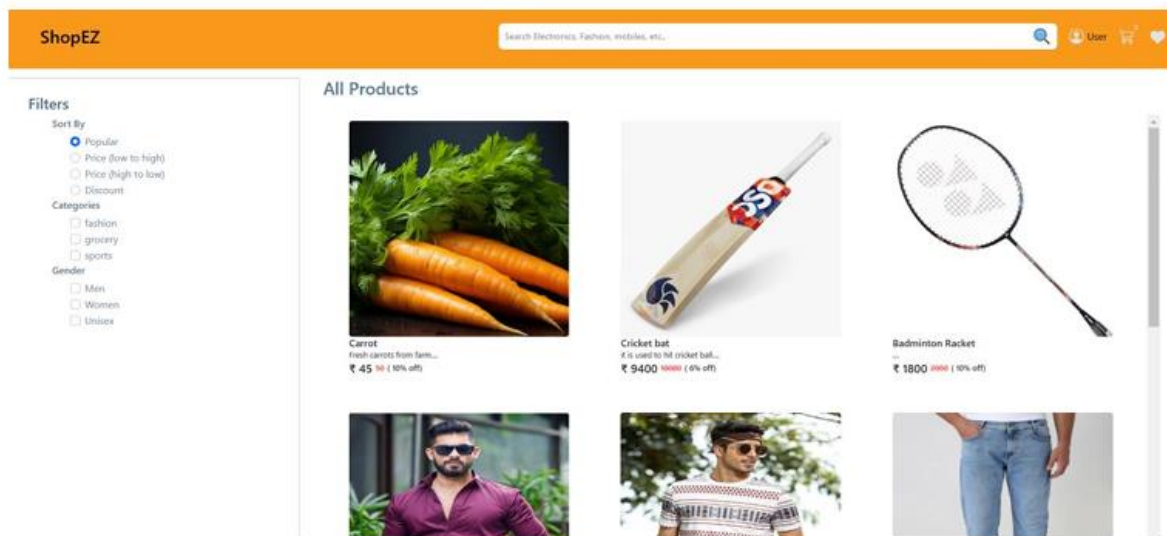 ShopEZ
Search Electronics, Fashion, mobiles, etc.,
User
Filters
Sort By
Popular
Price (low to high)
Price (high to low)
Discount
Categories
fashion
grocery
sports
Gender
Men
Women
Unisex
All Products
Carrot
Fresh carrots from farm...
₹ 45 50 ( 10% off)
Cricket bat
it is used to hit cricket ball...
₹ 9400 10000 ( 6% off)
Badminton Racket
...
₹ 1800 2000 ( 10% off)